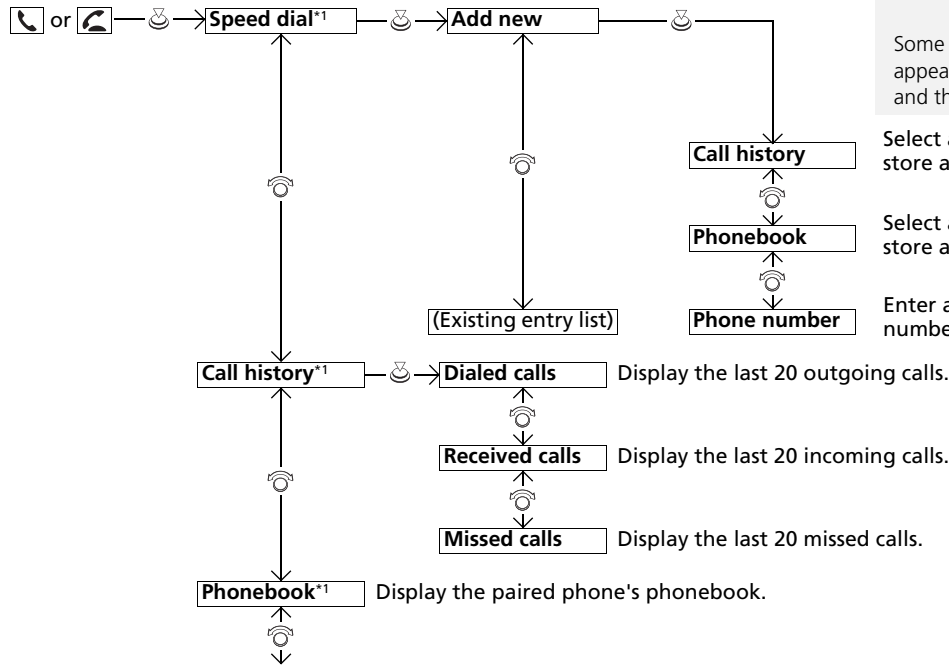 or Speed dial*1 Add new
Some
appea
and th
Call history
Select
store a
Phonebook
Select
store a
(Existing entry list)
Phone number
Enter a
numbe
Call history*1 Dialed calls Display the last 20 outgoing calls.
Received calls Display the last 20 incoming calls.
Missed calls Display the last 20 missed calls.
Phonebook*1 Display the paired phone's phonebook.